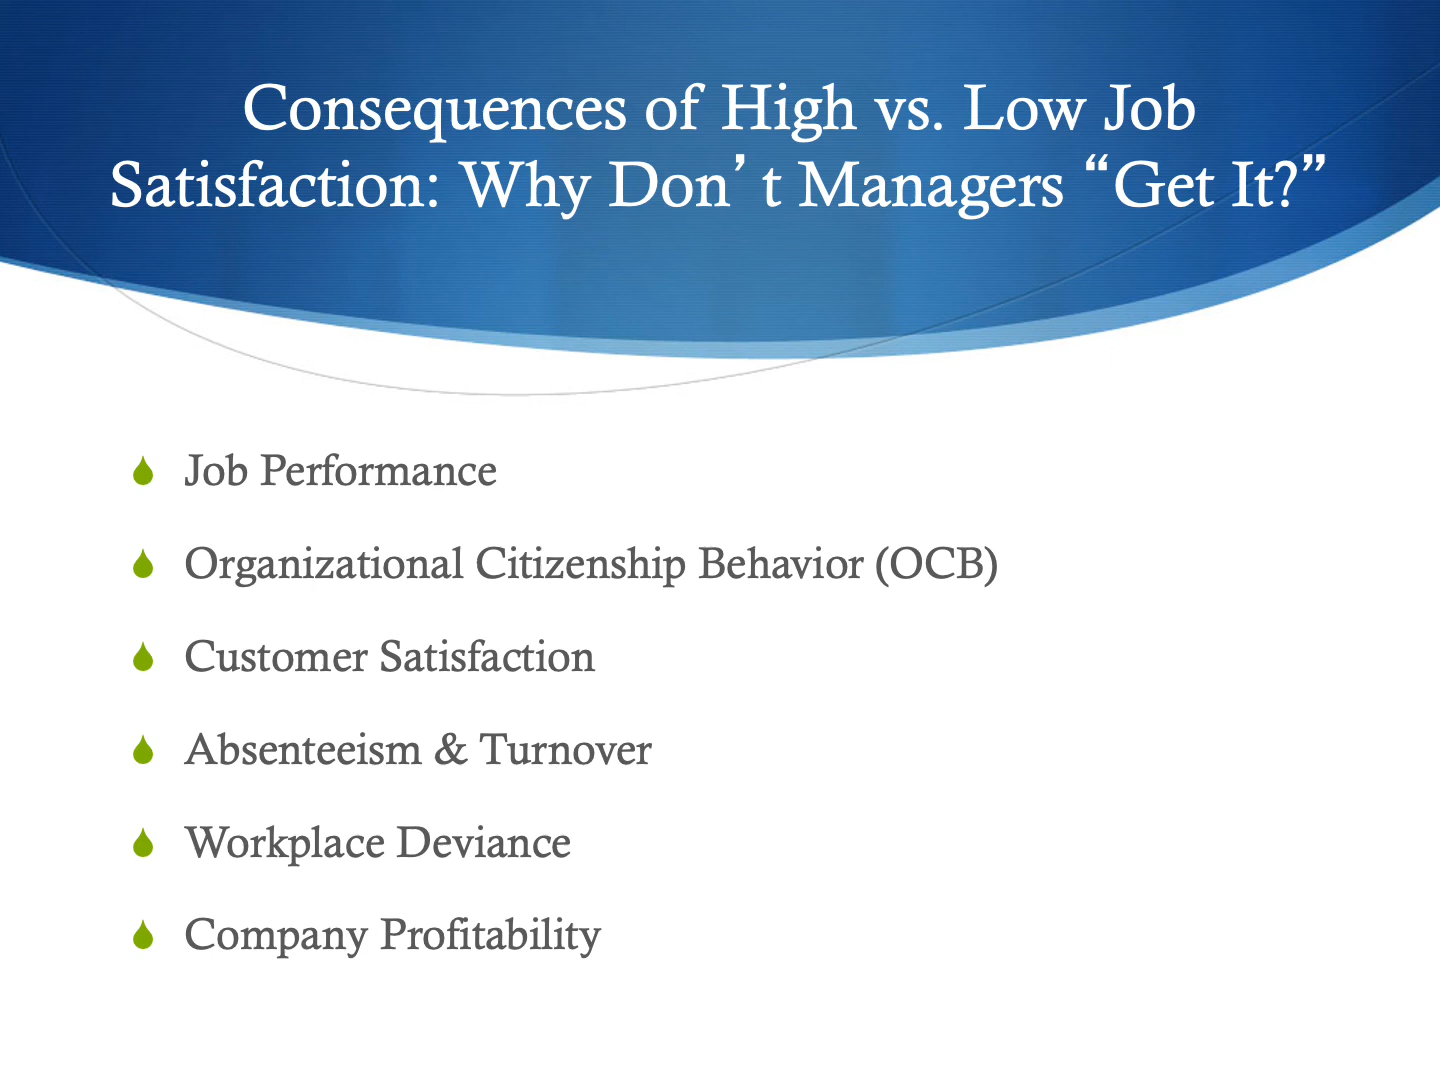 Consequences of High vs. Low Job
Satisfaction: Why Don’t Managers “Get It?”
Job Performance
Organizational Citizenship Behavior (OCB)
Customer Satisfaction
Absenteeism & Turnover
Workplace Deviance
Company Profitability